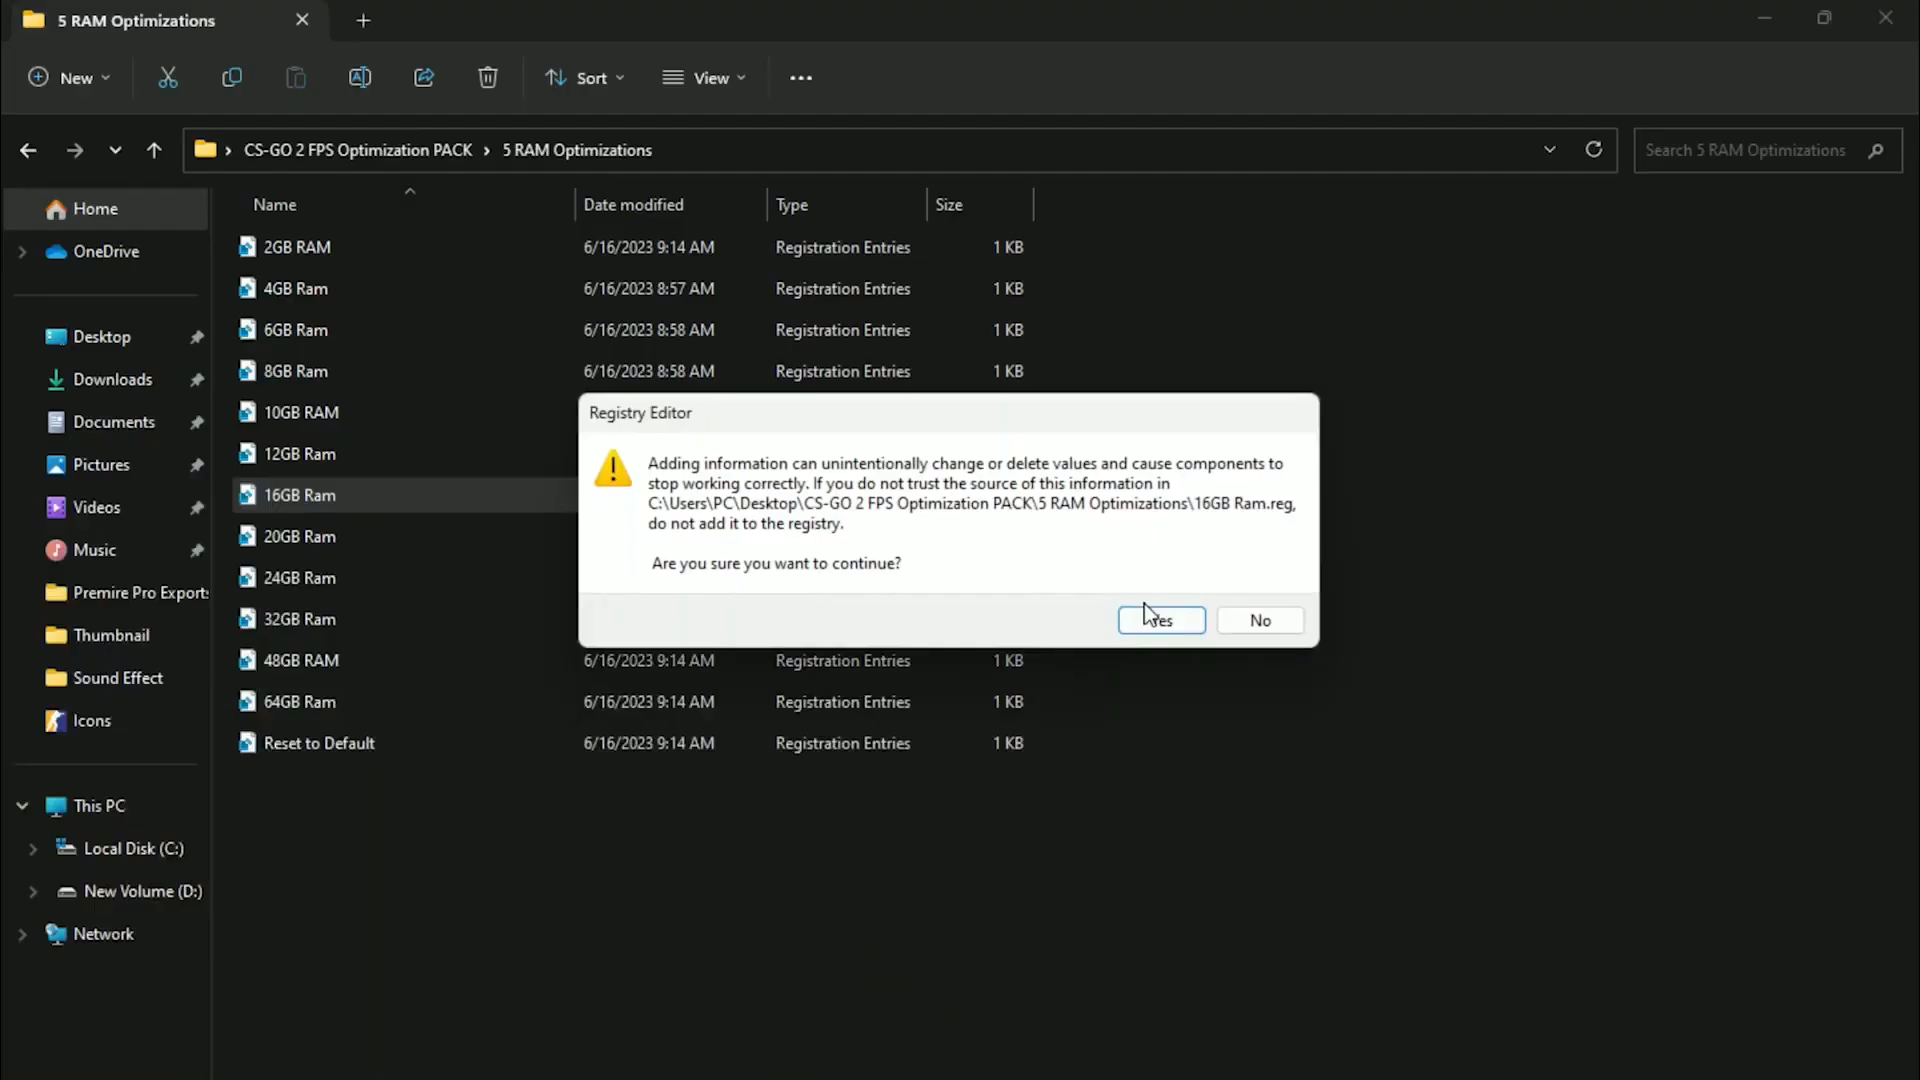 5 RAM Optimizations
New
Sort
View
CS-GO 2 FPS Optimization PACK > 5 RAM Optimizations
Search 5 RAM Optimizations
Home
OneDrive
Desktop
Downloads
Documents
Pictures
Videos
Music
Premire Pro Exports
Thumbnail
Sound Effect
Icons
This PC
Local Disk (C:)
New Volume (D:)
Network
Name Date modified Type Size
2GB RAM 6/16/2023 9:14 AM Registration Entries 1 KB
4GB Ram 6/16/2023 8:57 AM Registration Entries 1 KB
6GB Ram 6/16/2023 8:58 AM Registration Entries 1 KB
8GB Ram 6/16/2023 8:58 AM Registration Entries 1 KB
10GB RAM
12GB Ram
16GB Ram
20GB Ram
24GB Ram
32GB Ram
48GB RAM 6/16/2023 9:14 AM Registration Entries 1 KB
64GB Ram 6/16/2023 9:14 AM Registration Entries 1 KB
Reset to Default 6/16/2023 9:14 AM Registration Entries 1 KB
Registry Editor
Adding information can unintentionally change or delete values and cause components to
stop working correctly. If you do not trust the source of this information in
C:\Users\PC\Desktop\CS-GO 2 FPS Optimization PACK\5 RAM Optimizations\16GB Ram.reg,
do not add it to the registry.
Are you sure you want to continue?
Yes
No